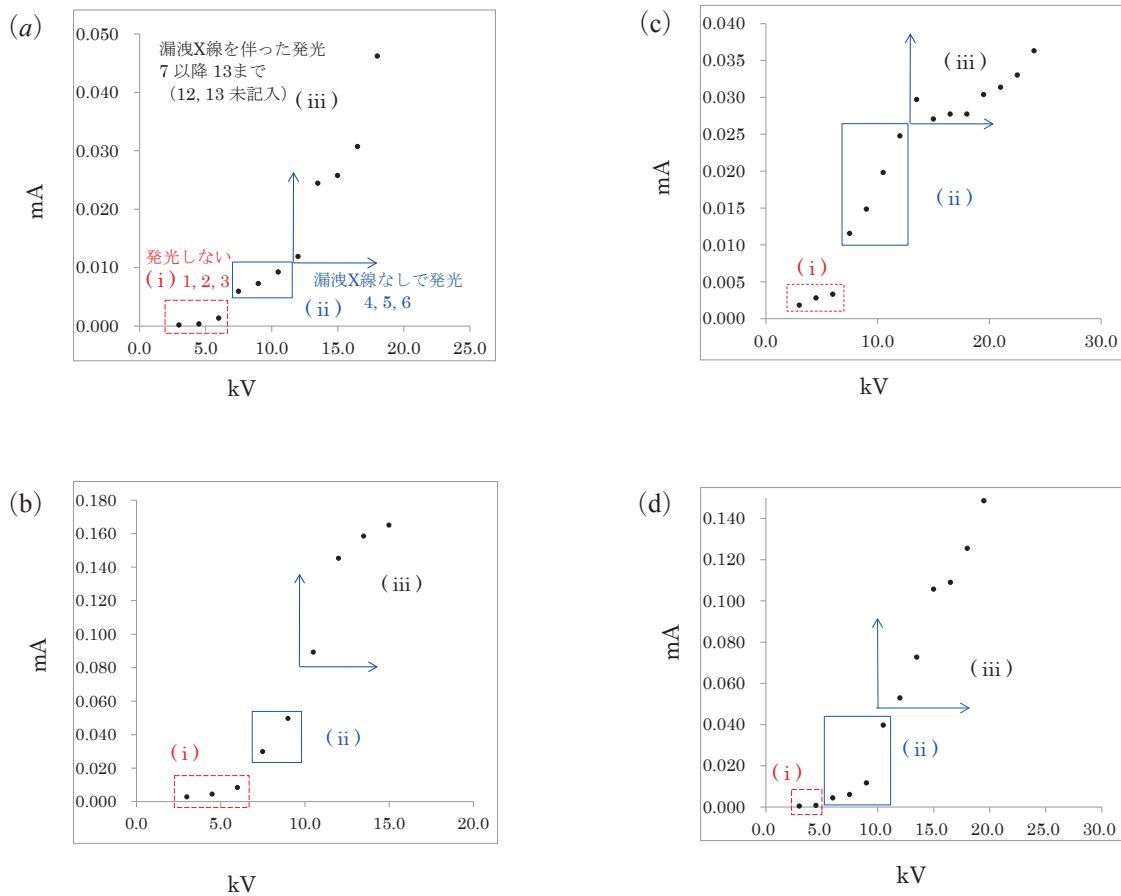 (a)
0.050
0.040
0.030
0.020
0.010
0.000
0.0
5.0
10.0
15.0
20.0
25.0
mA
kV
漏洩X線を伴った発光
7 以降 13まで
（12, 13 未記入）
( iii )
発光しない
( i ) 1, 2, 3
漏洩X線なしで発光
4, 5, 6
( ii )
(c)
0.040
0.035
0.030
0.025
0.020
0.015
0.010
0.005
0.000
0.0
10.0
20.0
30.0
mA
kV
( iii )
( ii )
( i )
(b)
0.180
0.160
0.140
0.120
0.100
0.080
0.060
0.040
0.020
0.000
0.0
5.0
10.0
15.0
20.0
mA
kV
( iii )
( ii )
( i )
(d)
0.140
0.120
0.100
0.080
0.060
0.040
0.020
0.000
0.0
5.0
10.0
15.0
20.0
25.0
30.0
mA
kV
( iii )
( ii )
( i )